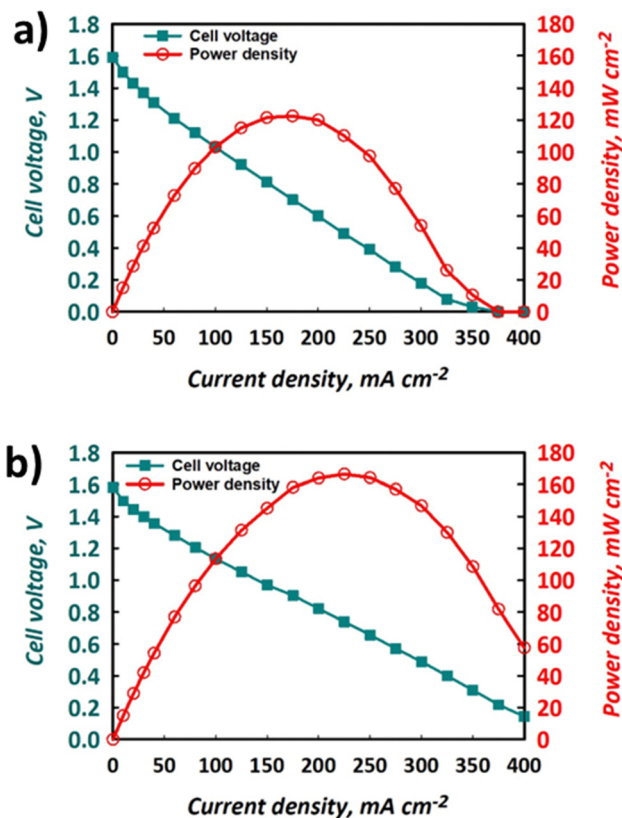 a)
Cell voltage
Power density
Cell voltage, V
1.8
1.6
1.4
1.2
1.0
0.8
0.6
0.4
0.2
0.0
180
160
140
120
100
80
60
40
20
0
Power density, mW cm-2
0 50 100 150 200 250 300 350 400
Current density, mA cm-2
b)
Cell voltage
Power density
Cell voltage, V
1.8
1.6
1.4
1.2
1.0
0.8
0.6
0.4
0.2
0.0
180
160
140
120
100
80
60
40
20
0
Power density, mW cm-2
0 50 100 150 200 250 300 350 400
Current density, mA cm-2